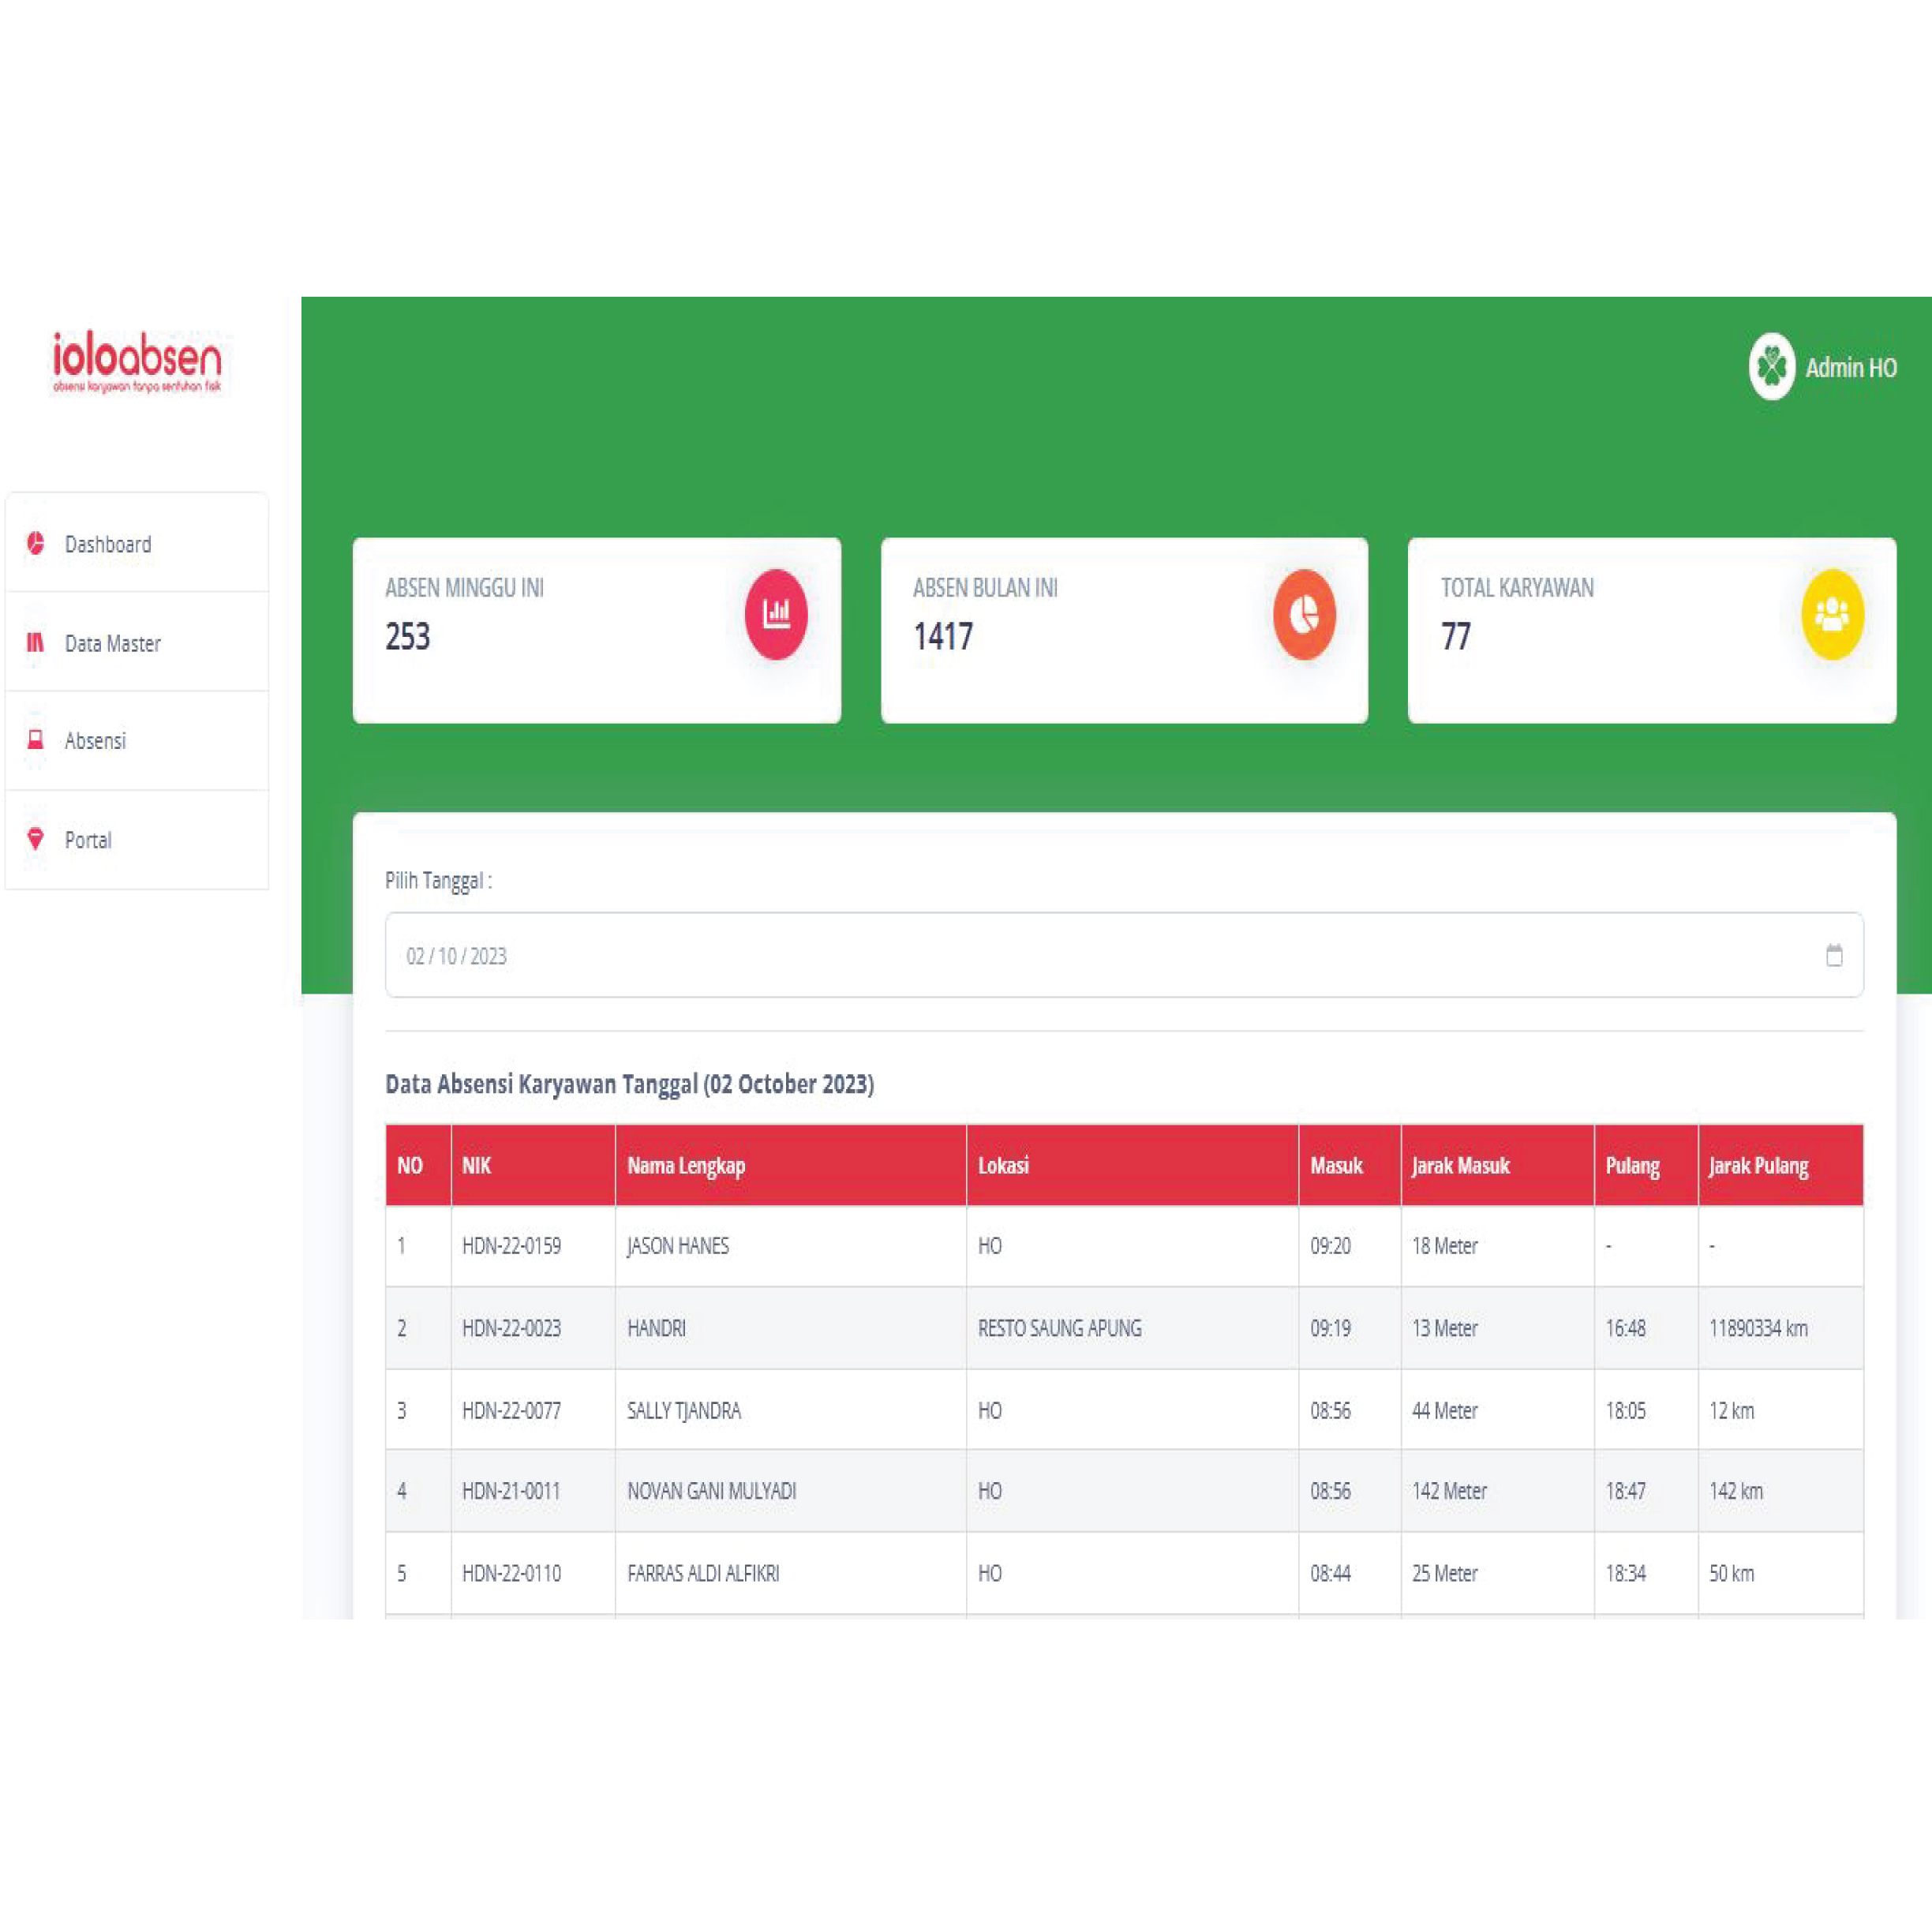 ioloabsen
absensi karyawan tanpa sentuhan fisik
Admin HO
Dashboard
Data Master
Absensi
Portal
ABSEN MINGGU INI
253
ABSEN BULAN INI
1417
TOTAL KARYAWAN
77
Pilih Tanggal :
02 / 10 / 2023
Data Absensi Karyawan Tanggal (02 October 2023)
NO NIK Nama Lengkap Lokasi Masuk Jarak Masuk Pulang Jarak Pulang
1 HDN-22-0159 JASON HANES HO 09:20 18 Meter - -
2 HDN-22-0023 HANDRI RESTO SAUNG APUNG 09:19 13 Meter 16:48 11890334 km
3 HDN-22-0077 SALLY TJANDRA HO 08:56 44 Meter 18:05 12 km
4 HDN-21-0011 NOVAN GANI MULYADI HO 08:56 142 Meter 18:47 142 km
5 HDN-22-0110 FARRAS ALDI ALFIKRI HO 08:44 25 Meter 18:34 50 km